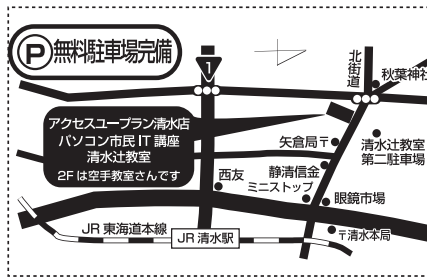 P 無料駐車場完備
1
北街道
秋葉神社
アクセスユープラン清水店
パソコン市民IT講座
清水辻教室
2Fは空手教室さんです
矢倉局〒
清水辻教室
第二駐車場
静清信金
西友
ミニストップ
眼鏡市場
JR東海道本線
JR清水駅
〒清水本局